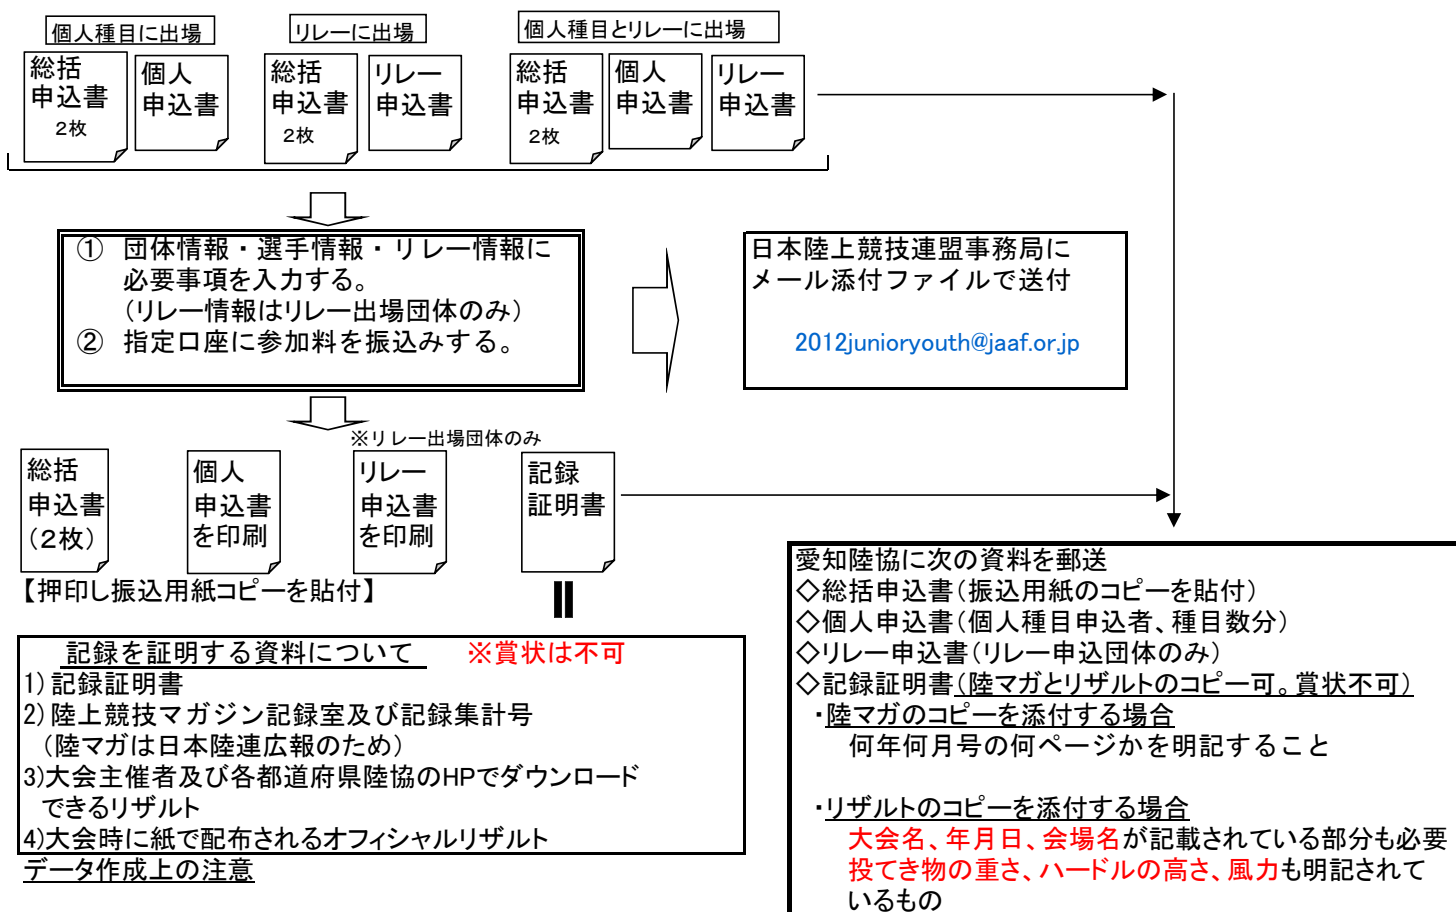 個人種目に出場
リレーに出場
個人種目とリレーに出場
総括
申込書
2枚
個人
申込書
総括
申込書
2枚
リレー
申込書
総括
申込書
2枚
個人
申込書
リレー
申込書
① 団体情報・選手情報・リレー情報に
必要事項を入力する。
(リレー情報はリレー出場団体のみ)
② 指定口座に参加料を振込みする。
日本陸上競技連盟事務局に
メール添付ファイルで送付
2012junioryouth@jaaf.or.jp
※リレー出場団体のみ
総括
申込書
(2枚)
個人
申込書
を印刷
リレー
申込書
を印刷
記録
証明書
【押印し振込用紙コピーを貼付】
記録を証明する資料について ※賞状は不可
1)記録証明書
2)陸上競技マガジン記録室及び記録集計号
(陸マガは日本陸連広報のため)
3)大会主催者及び各都道府県陸協のHPでダウンロード
できるリザルト
4)大会時に紙で配布されるオフィシャルリザルト
データ作成上の注意
愛知陸協に次の資料を郵送
◇総括申込書(振込用紙のコピーを貼付)
◇個人申込書(個人種目申込者、種目数分)
◇リレー申込書(リレー申込団体のみ)
◇記録証明書(陸マガとリザルトのコピー可。賞状不可)
・陸マガのコピーを添付する場合
何年何月号の何ページかを明記すること
・リザルトのコピーを添付する場合
大会名、年月日、会場名が記載されている部分も必要
投てき物の重さ、ハードルの高さ、風力も明記されて
いるもの